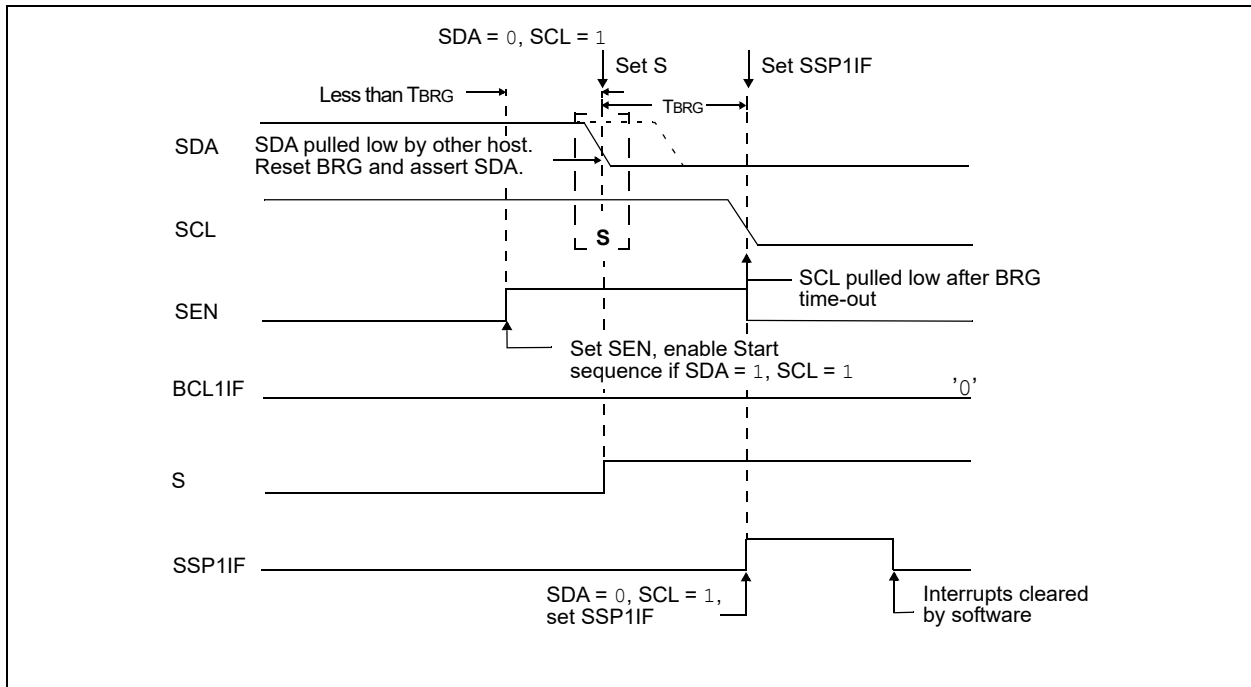 SDA = 0, SCL = 1
Set S
Set SSP1IF
Less than TBRG
TBRG
SDA
SDA pulled low by other host.
Reset BRG and assert SDA.
SCL
S
SCL pulled low after BRG
time-out
SEN
Set SEN, enable Start
sequence if SDA = 1, SCL = 1
BCL1IF
’0’
S
SSP1IF
SDA = 0, SCL = 1,
set SSP1IF
Interrupts cleared
by software